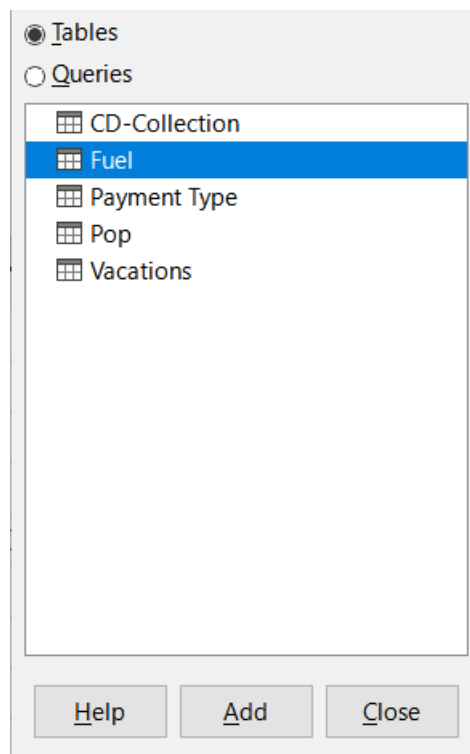 Tables
Queries
CD-Collection
Fuel
Payment Type
Pop
Vacations
Help Add Close